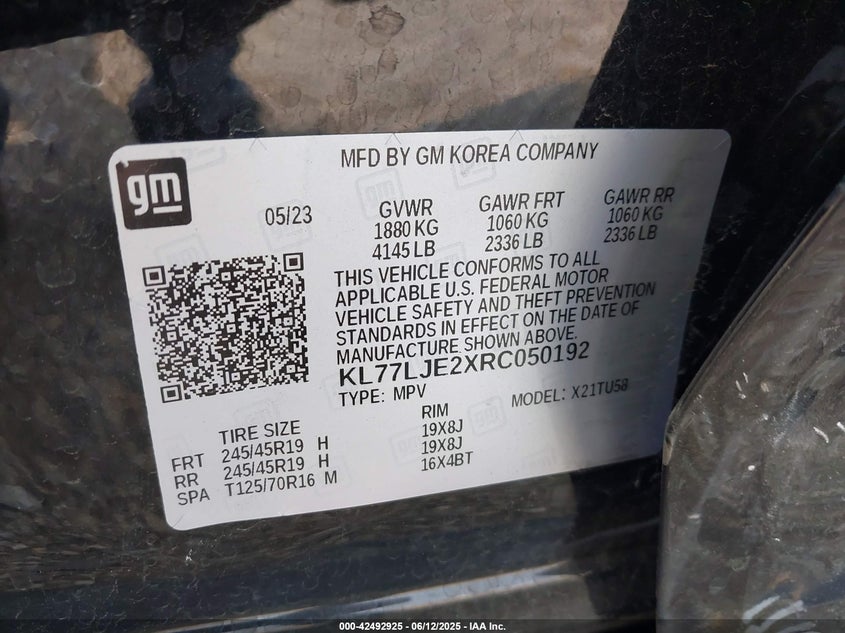 MFD BY GM KOREA COMPANY
gm
05/23
GVWR GAWR FRT GAWR RR
1880 KG 1060 KG 1060 KG
4145 LB 2336 LB 2336 LB
THIS VEHICLE CONFORMS TO ALL
APPLICABLE U.S. FEDERAL MOTOR
VEHICLE SAFETY AND THEFT PREVENTION
STANDARDS IN EFFECT ON THE DATE OF
MANUFACTURE SHOWN ABOVE.
KL77LJE2XRC050192
TYPE: MPV MODEL: X21TU58
TIRE SIZE RIM
FRT 245/45R19 H 19X8J
RR 245/45R19 H 19X8J
SPA T125/70R16 M 16X4BT
000-42492925 - 06/12/2025 - IAA Inc.